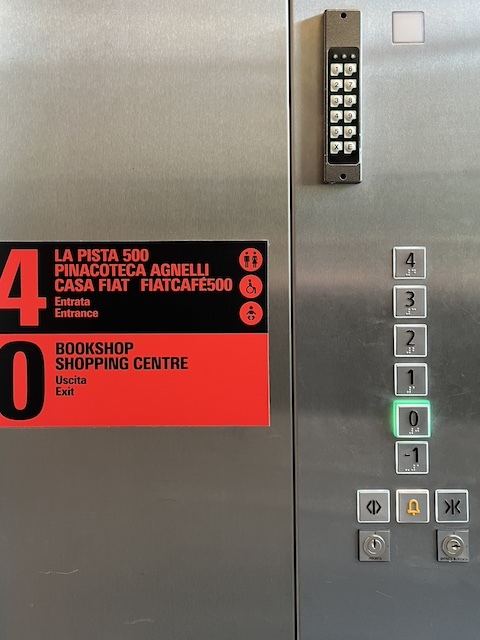 4
LA PISTA 500
PINACOTECA AGNELLI
CASA FIAT FIATCAFÉ500
Entrata
Entrance
0
BOOKSHOP
SHOPPING CENTRE
Uscita
Exit
4
3
2
1
0
-1